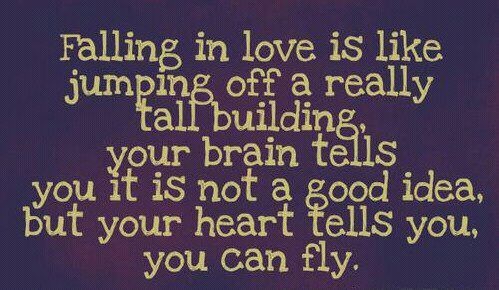 Falling in love is like
jumping off a really
tall building,
your brain tells
you it is not a good idea,
but your heart tells you,
you can fly.